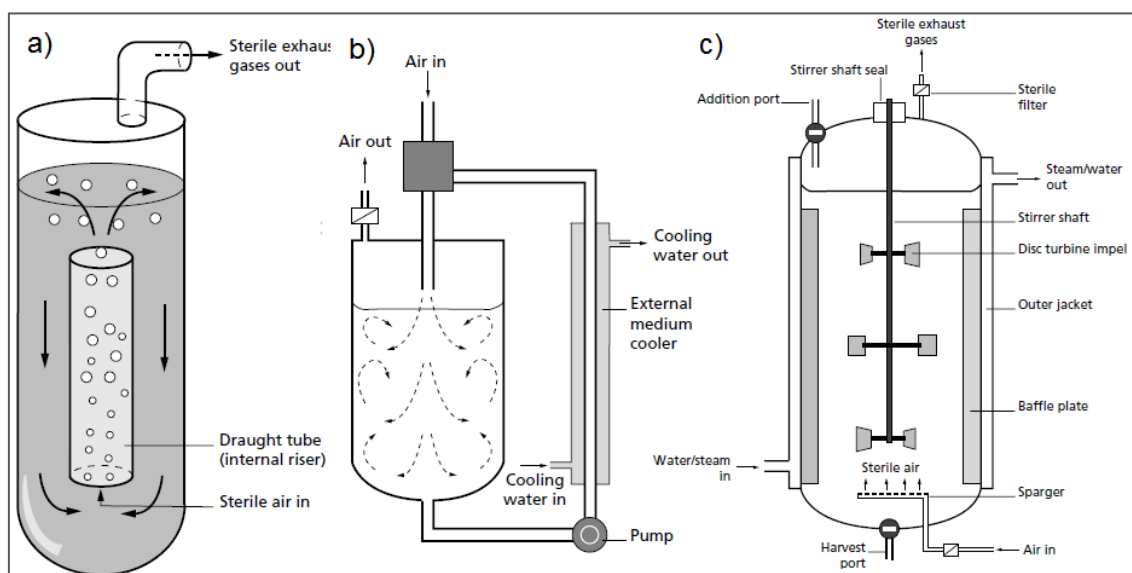 a)
Sterile exhaus
gases out
Draught tube
(internal riser)
Sterile air in
b)
Air in
Air out
Cooling
water out
External
medium
cooler
Cooling
water in
Pump
c)
Sterile exhaust
gases
Stirrer shaft seal
Addition port
Sterile
filter
Steam/water
out
Stirrer shaft
Disc turbine impel
Outer jacket
Baffle plate
Water/steam
in
Sterile air
Sparger
Air in
Harvest
port